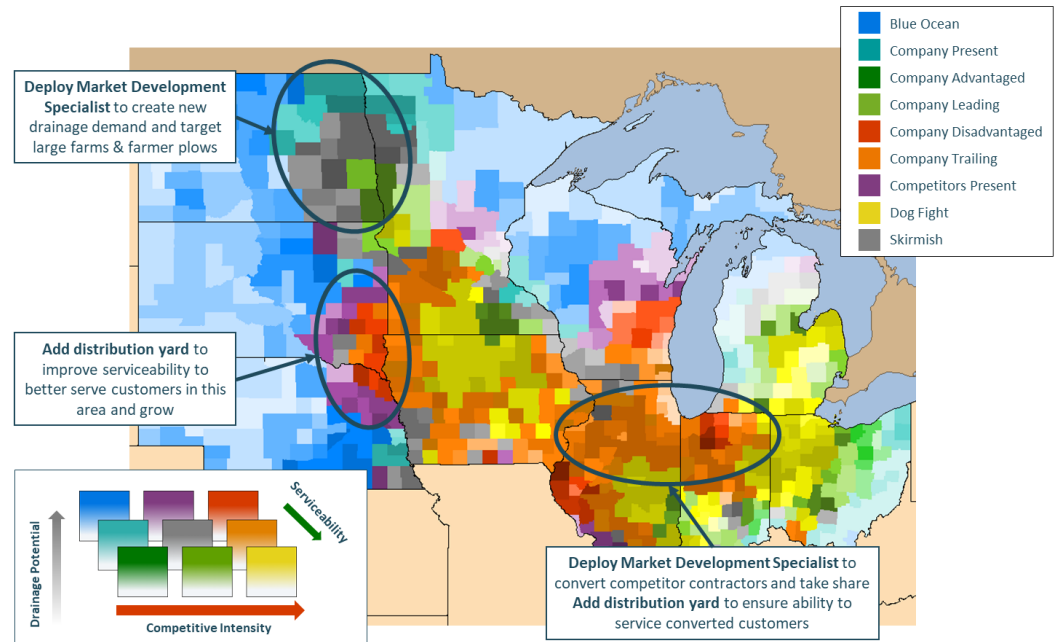 Blue Ocean
Company Present
Company Advantaged
Company Leading
Company Disadvantaged
Company Trailing
Competitors Present
Dog Fight
Skirmish
Deploy Market Development
Specialist to create new
drainage demand and target
large farms & farmer plows
Add distribution yard to
improve serviceability to
better serve customers in this
area and grow
Drainage Potential
Serviceability
Competitive Intensity
Deploy Market Development Specialist to
convert competitor contractors and take share
Add distribution yard to ensure ability to
service converted customers